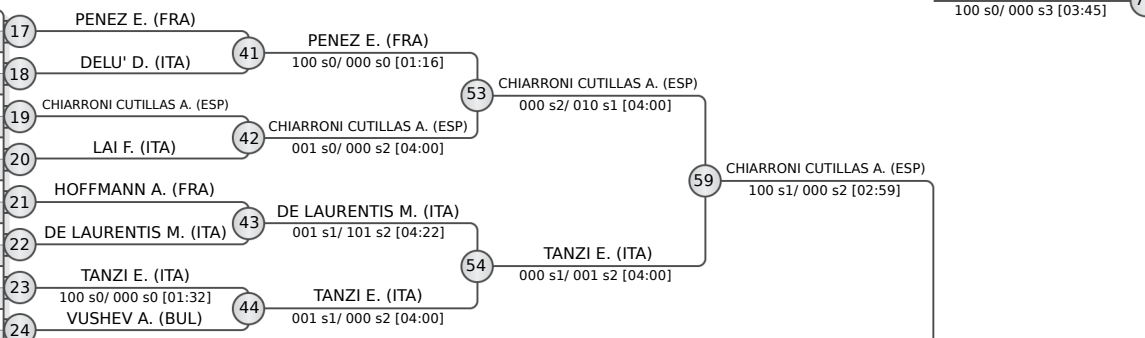 100 s0/ 000 s3 [03:45]
17
PENEZ E. (FRA)
41
PENEZ E. (FRA)
100 s0/ 000 s0 [01:16]
18
DELU' D. (ITA)
53
CHIARRONI CUTILLAS A. (ESP)
000 s2/ 010 s1 [04:00]
19
CHIARRONI CUTILLAS A. (ESP)
42
CHIARRONI CUTILLAS A. (ESP)
001 s0/ 000 s2 [04:00]
20
LAI F. (ITA)
59
CHIARRONI CUTILLAS A. (ESP)
100 s1/ 000 s2 [02:59]
21
HOFFMANN A. (FRA)
43
DE LAURENTIS M. (ITA)
001 s1/ 101 s2 [04:22]
22
DE LAURENTIS M. (ITA)
54
TANZI E. (ITA)
000 s1/ 001 s2 [04:00]
23
TANZI E. (ITA)
100 s0/ 000 s0 [01:32]
44
TANZI E. (ITA)
001 s1/ 000 s2 [04:00]
24
VUSHEV A. (BUL)